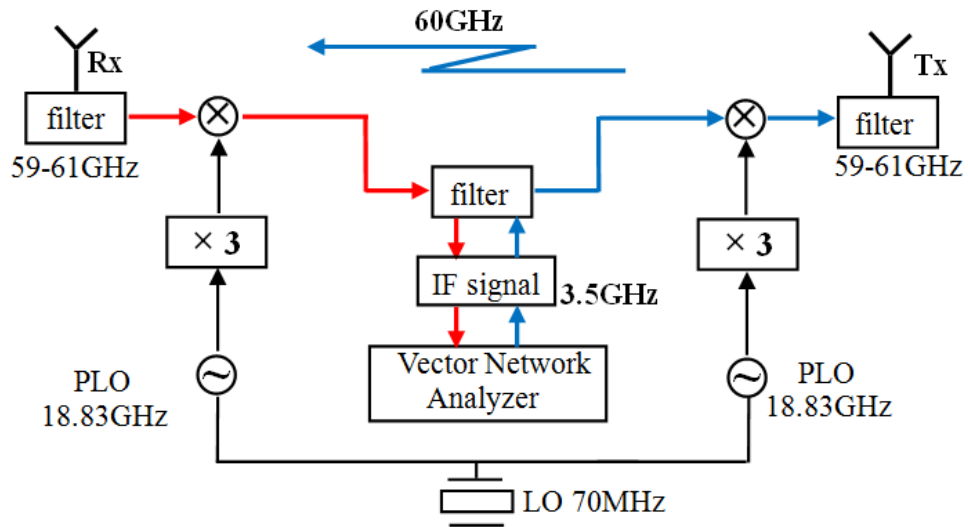 60GHz
Rx
Tx
filter
filter
59-61GHz
59-61GHz
filter
× 3
× 3
IF signal
3.5GHz
Vector Network
Analyzer
PLO
18.83GHz
PLO
18.83GHz
LO 70MHz